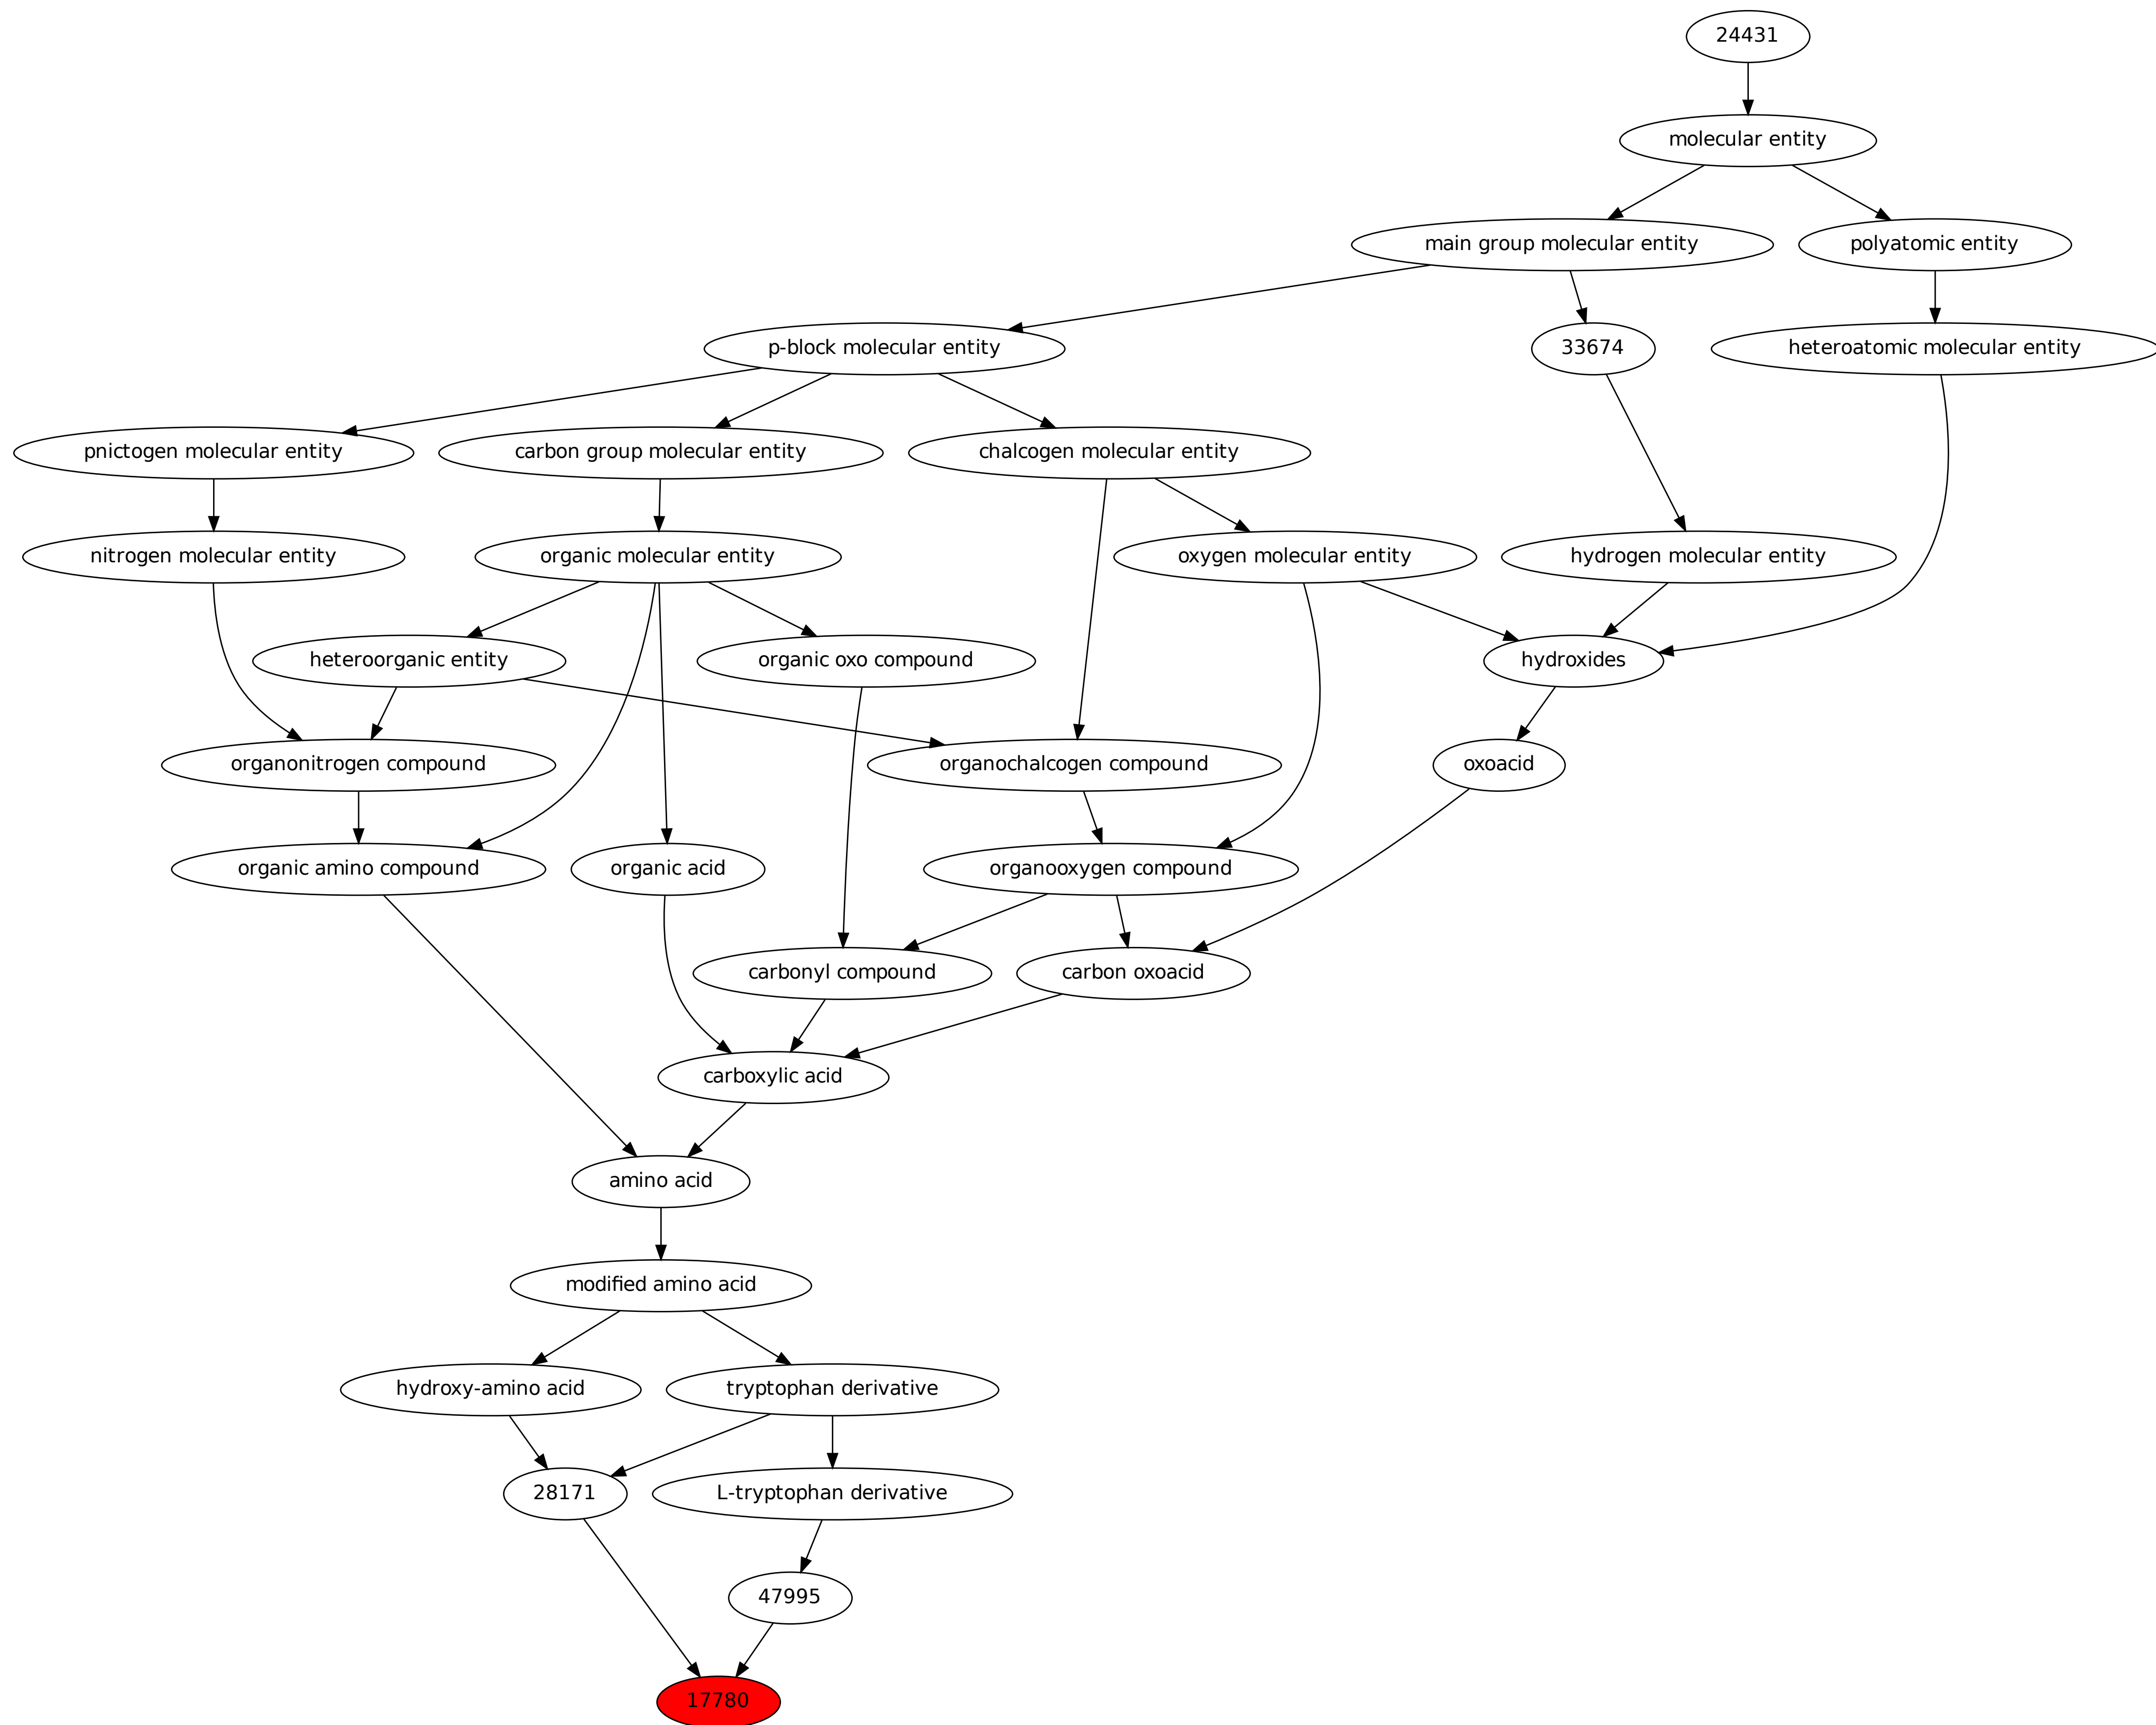 24431
molecular entity
main group molecular entity
polyatomic entity
p-block molecular entity
33674
heteroatomic molecular entity
pnictogen molecular entity
carbon group molecular entity
chalcogen molecular entity
nitrogen molecular entity
organic molecular entity
oxygen molecular entity
hydrogen molecular entity
heteroorganic entity
organic oxo compound
hydroxides
organonitrogen compound
organochalcogen compound
oxoacid
organic amino compound
organic acid
organooxygen compound
carbonyl compound
carbon oxoacid
carboxylic acid
amino acid
modified amino acid
hydroxy-amino acid
tryptophan derivative
28171
L-tryptophan derivative
47995
17780